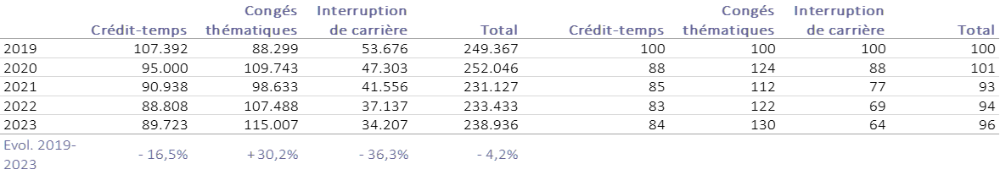 Congés Interruption Congés Interruption
Crédit-temps thématiques de carrière Total Crédit-temps thématiques de carrière Total
2019 107.392 88.299 53.676 249.367 100 100 100 100
2020 95.000 109.743 47.303 252.046 88 124 88 101
2021 90.938 98.633 41.556 231.127 85 112 77 93
2022 88.808 107.488 37.137 233.433 83 122 69 94
2023 89.723 115.007 34.207 238.936 84 130 64 96
Evol. 2019-
2023 - 16,5% + 30,2% - 36,3% - 4,2%